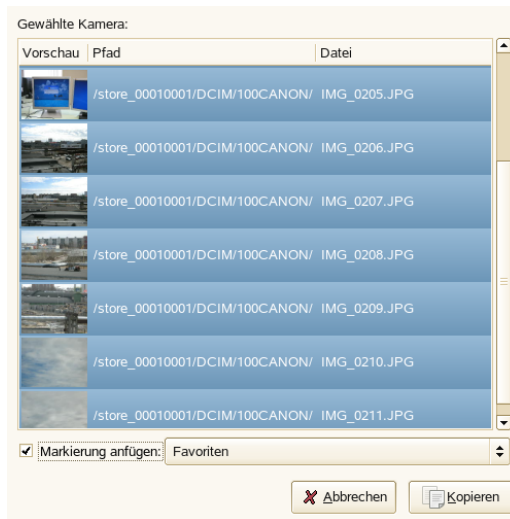 Gewählte Kamera:
Vorschau Pfad Datei
/store_00010001/DCIM/100CANON/ IMG_0205.JPG
/store_00010001/DCIM/100CANON/ IMG_0206.JPG
/store_00010001/DCIM/100CANON/ IMG_0207.JPG
/store_00010001/DCIM/100CANON/ IMG_0208.JPG
/store_00010001/DCIM/100CANON/ IMG_0209.JPG
/store_00010001/DCIM/100CANON/ IMG_0210.JPG
/store_00010001/DCIM/100CANON/ IMG_0211.JPG
Markierung anfügen: Favoriten
Abbrechen Kopieren